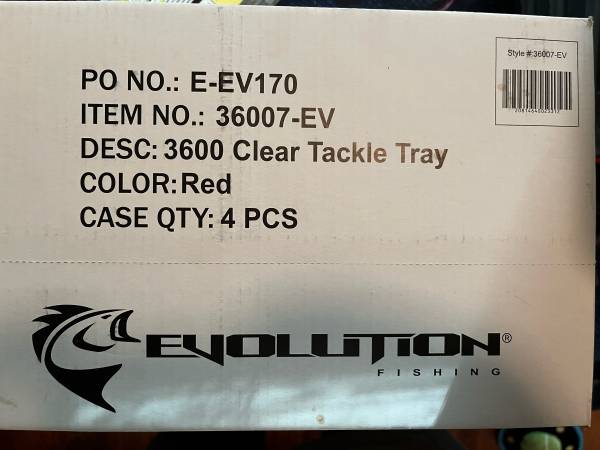 Style #:36007-EV
PO NO.: E-EV170
ITEM NO.: 36007-EV
DESC: 3600 Clear Tackle Tray
COLOR:Red
CASE QTY: 4 PCS
EVOLUTION®
FISHING